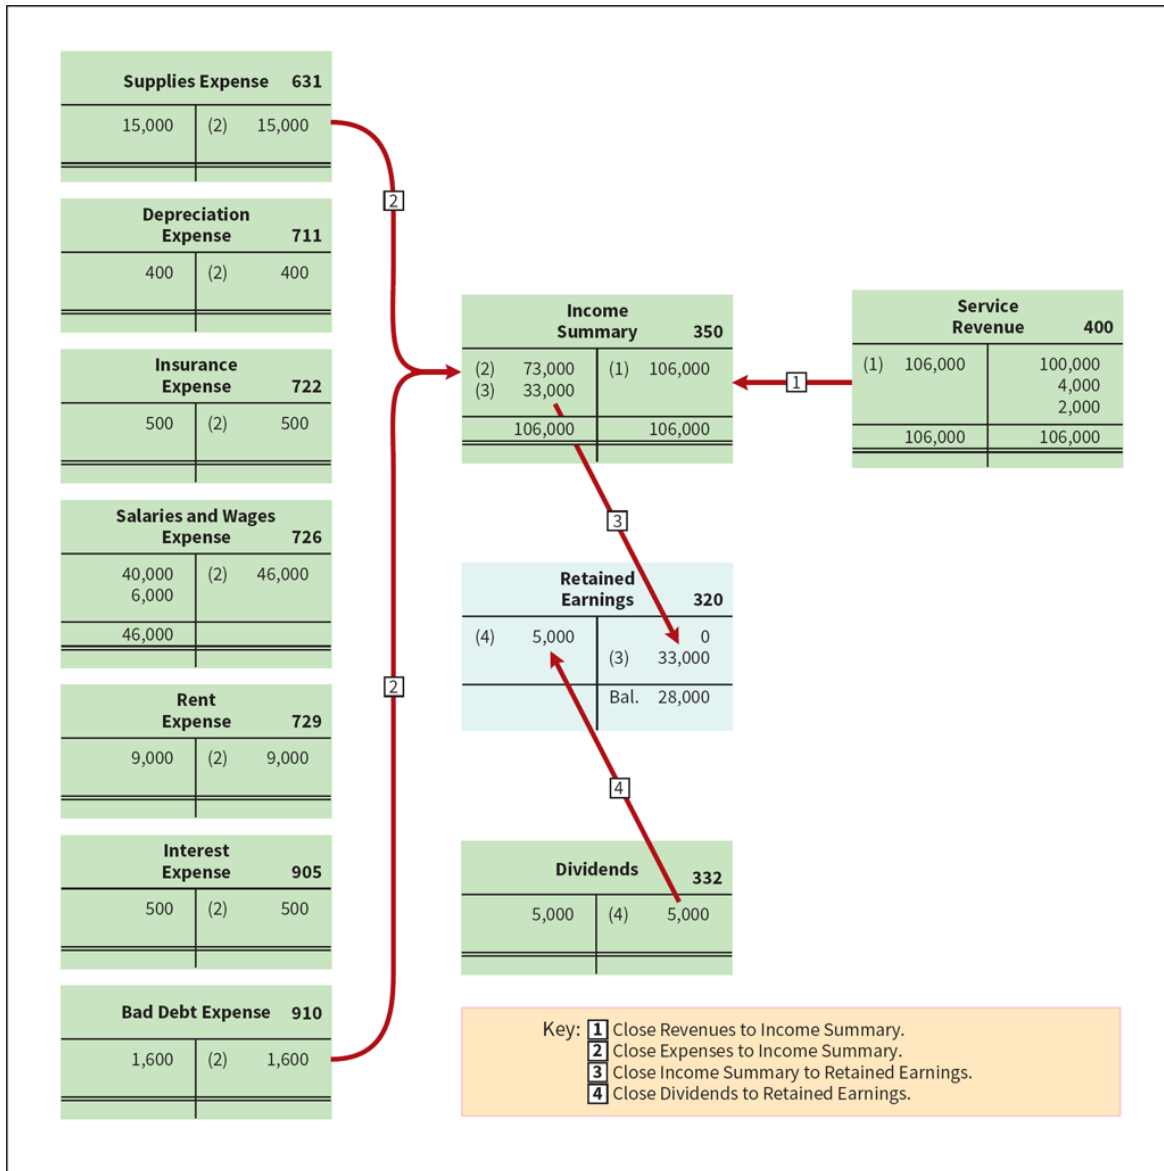 Supplies Expense 631
15,000 (2) 15,000
Depreciation
Expense 711
400 (2) 400
Insurance
Expense 722
500 (2) 500
Salaries and Wages
Expense 726
40,000 (2) 46,000
6,000
46,000
Rent
Expense 729
9,000 (2) 9,000
Interest
Expense 905
500 (2) 500
Bad Debt Expense 910
1,600 (2) 1,600
2
2
Income
Summary 350
(2) 73,000 (1) 106,000
(3) 33,000
106,000 106,000
1
Service
Revenue 400
(1) 106,000 100,000
4,000
2,000
106,000 106,000
3
Retained
Earnings 320
(4) 5,000 0
(3) 33,000
Bal. 28,000
4
Dividends 332
5,000 (4) 5,000
Key: 1 Close Revenues to Income Summary.
2 Close Expenses to Income Summary.
3 Close Income Summary to Retained Earnings.
4 Close Dividends to Retained Earnings.